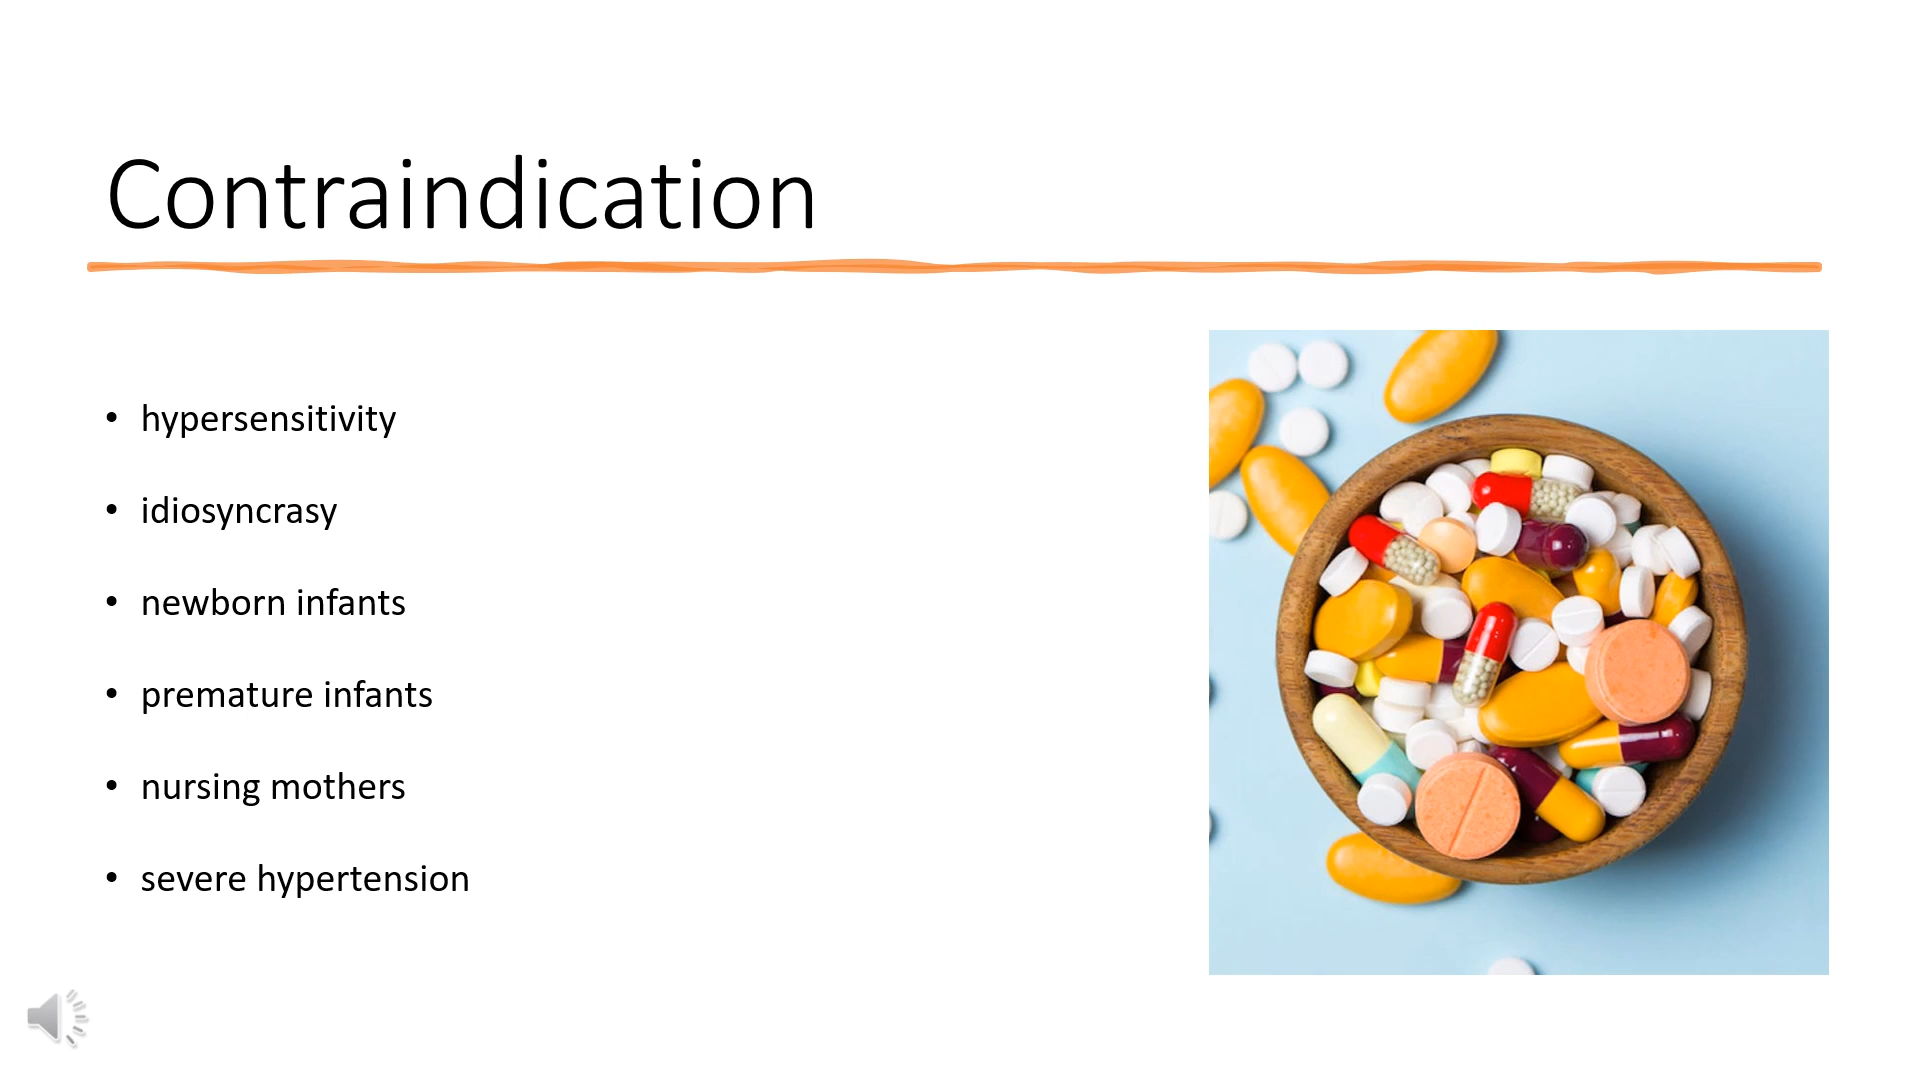 Contraindication
• hypersensitivity
• idiosyncrasy
• newborn infants
• premature infants
• nursing mothers
• severe hypertension